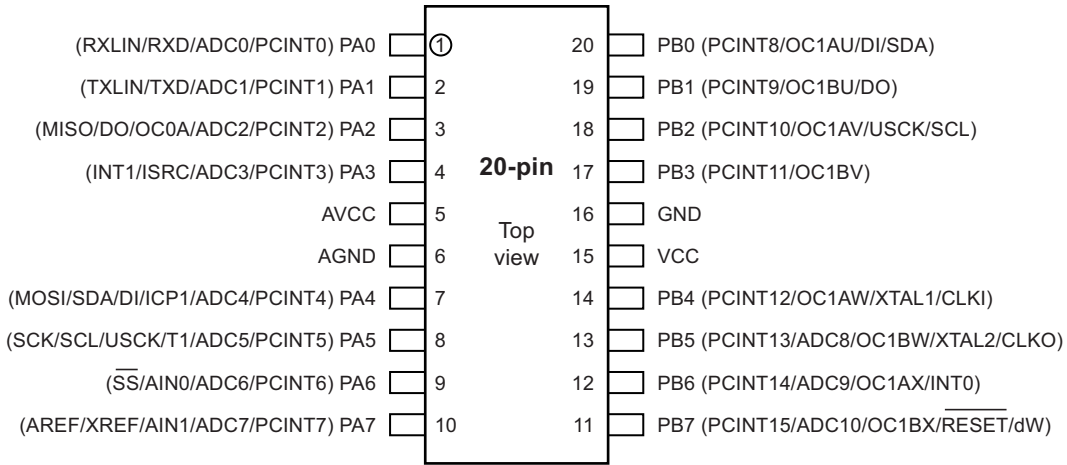 (RXLIN/RXD/ADC0/PCINT0) PA0 1 20 PB0 (PCINT8/OC1AU/DI/SDA)
(TXLIN/TXD/ADC1/PCINT1) PA1 2 19 PB1 (PCINT9/OC1BU/DO)
(MISO/DO/OC0A/ADC2/PCINT2) PA2 3 18 PB2 (PCINT10/OC1AV/USCK/SCL)
(INT1/ISRC/ADC3/PCINT3) PA3 4 20-pin 17 PB3 (PCINT11/OC1BV)
AVCC 5 16 GND
Top
AGND 6 view 15 VCC
(MOSI/SDA/DI/ICP1/ADC4/PCINT4) PA4 7 14 PB4 (PCINT12/OC1AW/XTAL1/CLKI)
(SCK/SCL/USCK/T1/ADC5/PCINT5) PA5 8 13 PB5 (PCINT13/ADC8/OC1BW/XTAL2/CLKO)
(SS/AIN0/ADC6/PCINT6) PA6 9 12 PB6 (PCINT14/ADC9/OC1AX/INT0)
(AREF/XREF/AIN1/ADC7/PCINT7) PA7 10 11 PB7 (PCINT15/ADC10/OC1BX/RESET/dW)